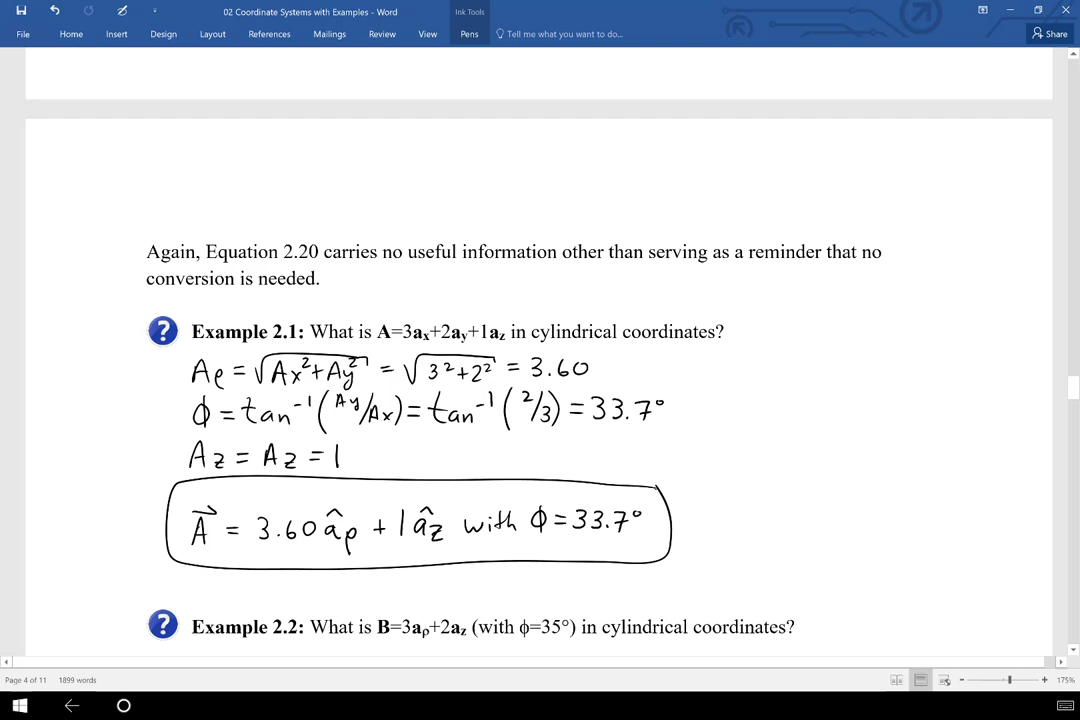 02 Coordinate Systems with Examples - Word
Ink Tools
File Home Insert Design Layout References Mailings Review View Pens Tell me what you want to do... Share
Again, Equation 2.20 carries no useful information other than serving as a reminder that no
conversion is needed.
? Example 2.1: What is A=3aₓ+2aᵧ+1a_z in cylindrical coordinates?
Aρ = √(Ax²+Ay²) = √(3²+2²) = 3.60
ϕ = tan⁻¹(Ay/Ax) = tan⁻¹(2/3) = 33.7°
Az = Az = 1
A⃗ = 3.60 âρ + 1 âz with ϕ = 33.7°
? Example 2.2: What is B=3aρ+2a_z (with ϕ=35°) in cylindrical coordinates?
Page 4 of 11 1899 words 175%